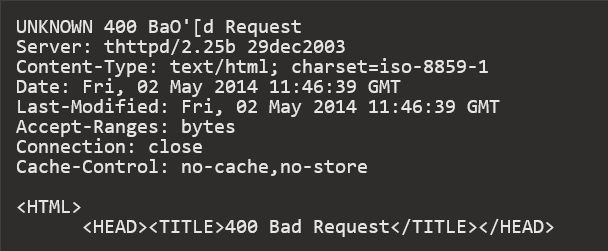 UNKNOWN 400 BaO'[d Request
Server: thttpd/2.25b 29dec2003
Content-Type: text/html; charset=iso-8859-1
Date: Fri, 02 May 2014 11:46:39 GMT
Last-Modified: Fri, 02 May 2014 11:46:39 GMT
Accept-Ranges: bytes
Connection: close
Cache-Control: no-cache,no-store
<HTML>
<HEAD><TITLE>400 Bad Request</TITLE></HEAD>